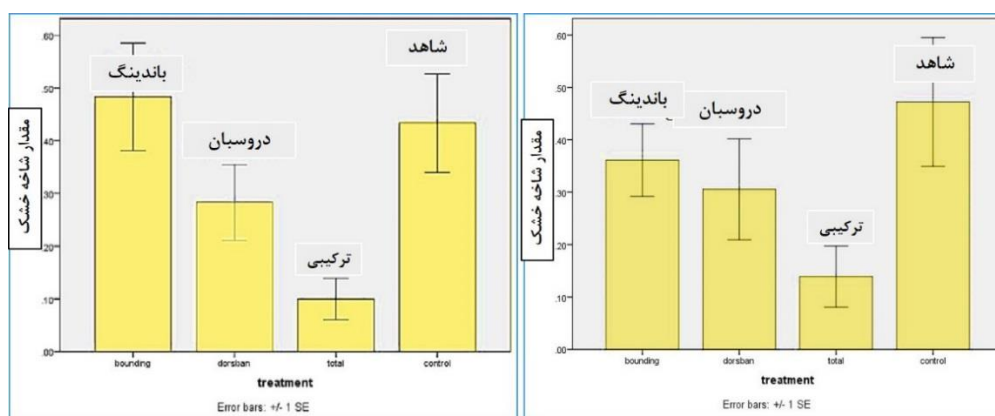 مقدار شاخه خشک
.60
.50
.40
.30
.20
.10
.00
باندینگ
دروسبان
ترکیبی
شاهد
bounding
dorsban
total
control
treatment
Error bars: +/- 1 SE
مقدار شاخه خشک
.60
.50
.40
.30
.20
.10
.00
باندینگ
دروسبان
ترکیبی
شاهد
bounding
dorsban
total
control
treatment
Error bars: +/- 1 SE